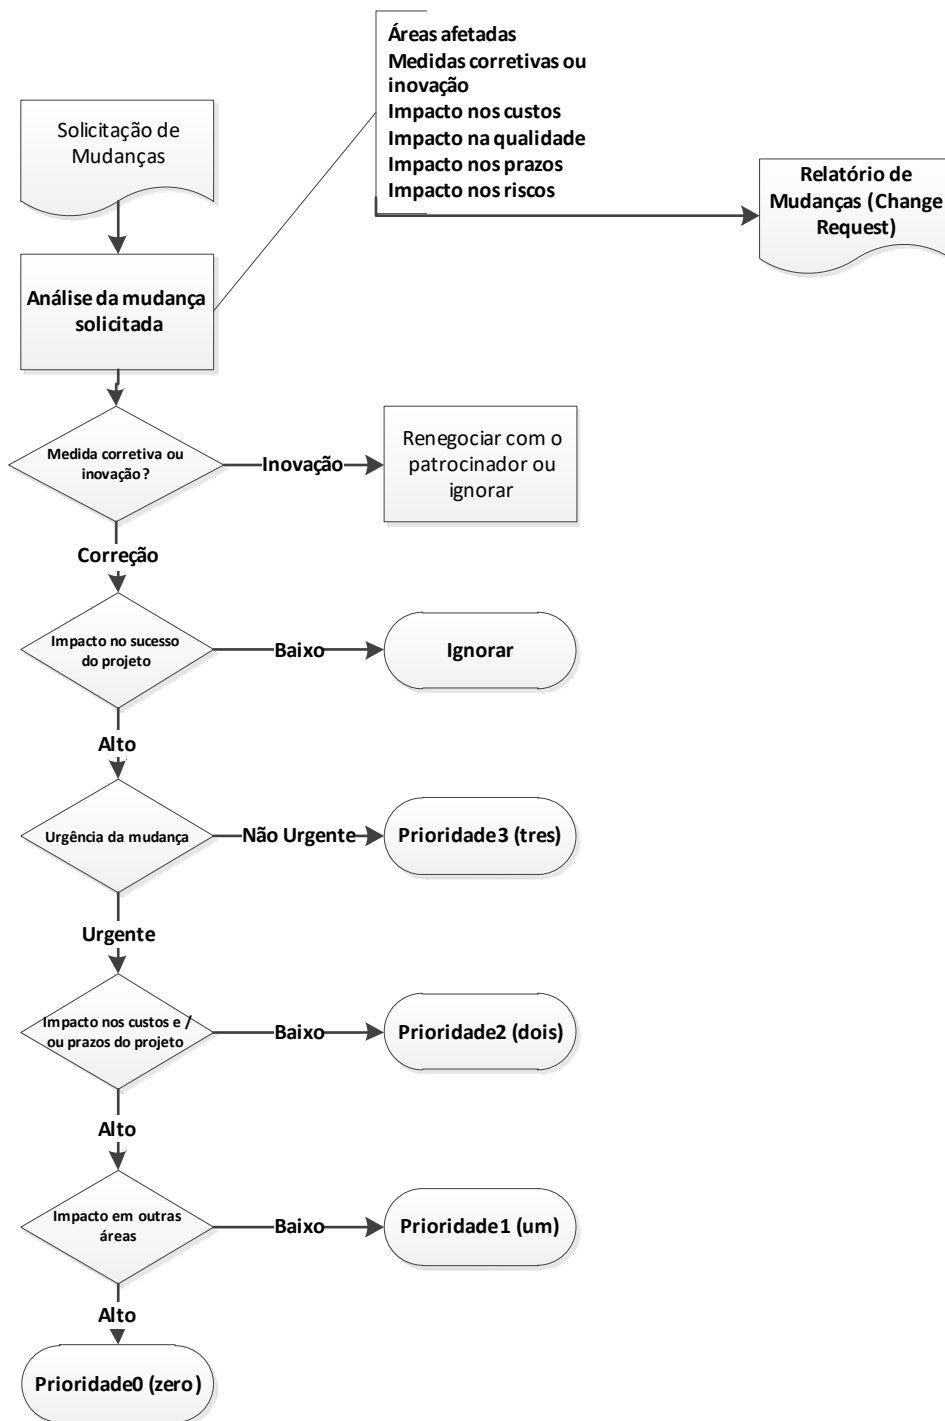 Áreas afetadas
Medidas corretivas ou
inovação
Impacto nos custos
Impacto na qualidade
Impacto nos prazos
Impacto nos riscos
Solicitação de
Mudanças
Relatório de
Mudanças (Change
Request)
Análise da mudança
solicitada
Medida corretiva ou
inovação?
Inovação
Renegociar com o
patrocinador ou
ignorar
Correção
Impacto no sucesso
do projeto
Baixo
Ignorar
Alto
Urgência da mudança
Não Urgente
Prioridade3 (tres)
Urgente
Impacto nos custos e /
ou prazos do projeto
Baixo
Prioridade2 (dois)
Alto
Impacto em outras
áreas
Baixo
Prioridade1 (um)
Alto
Prioridade0 (zero)